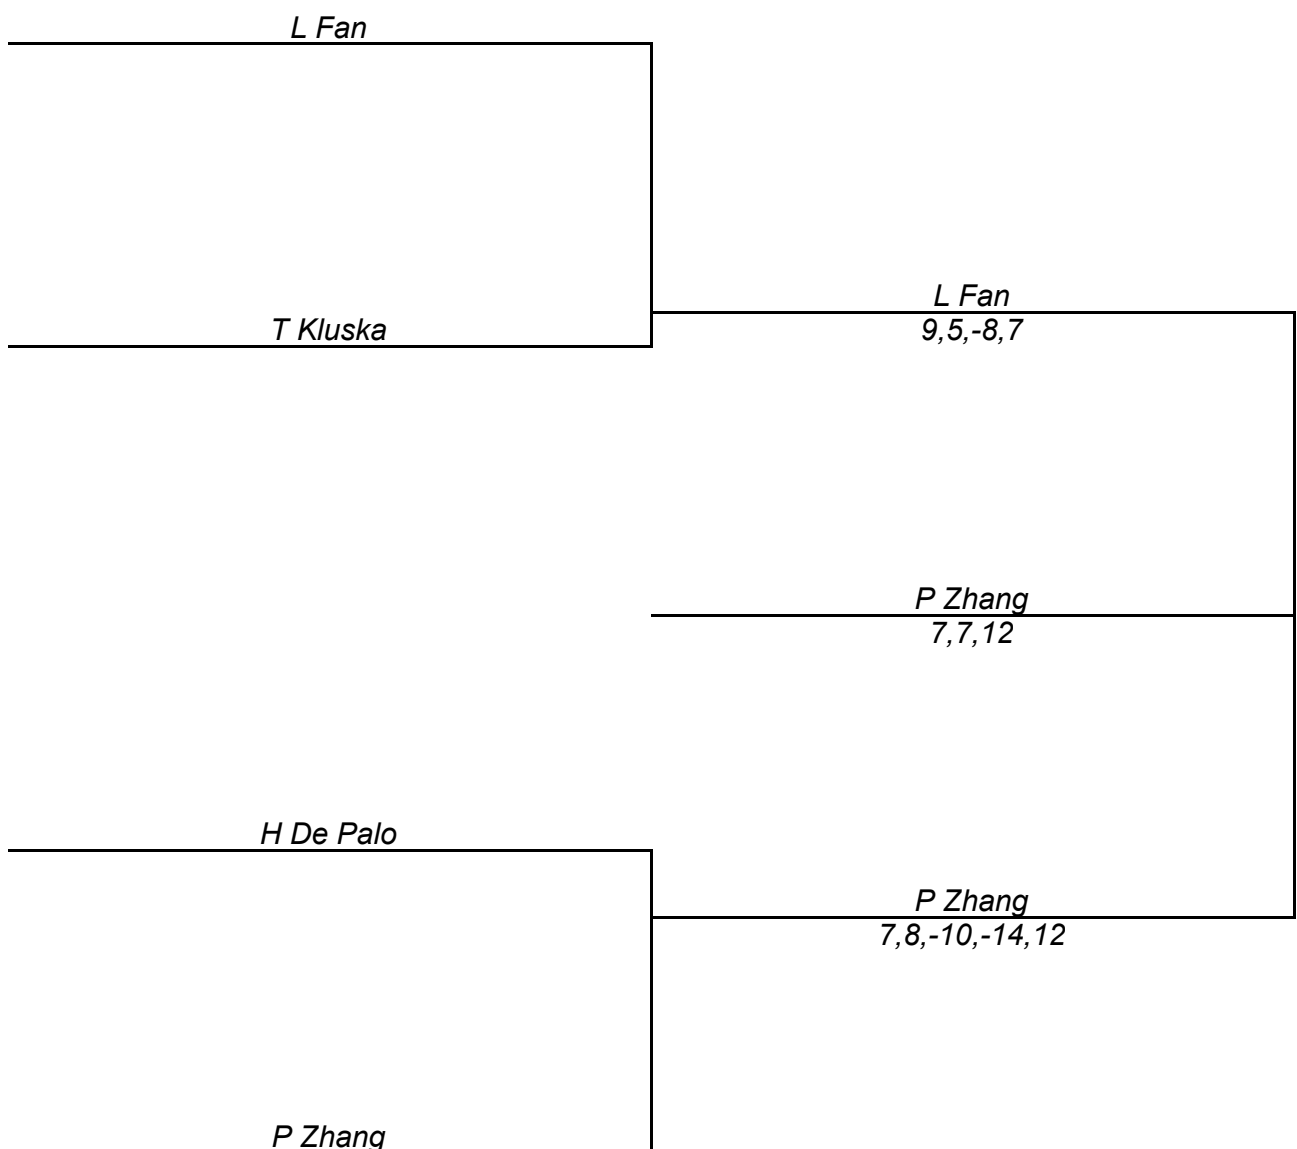 L Fan
T Kluska
L Fan
9,5,-8,7
P Zhang
7,7,12
H De Palo
P Zhang
7,8,-10,-14,12
P Zhang